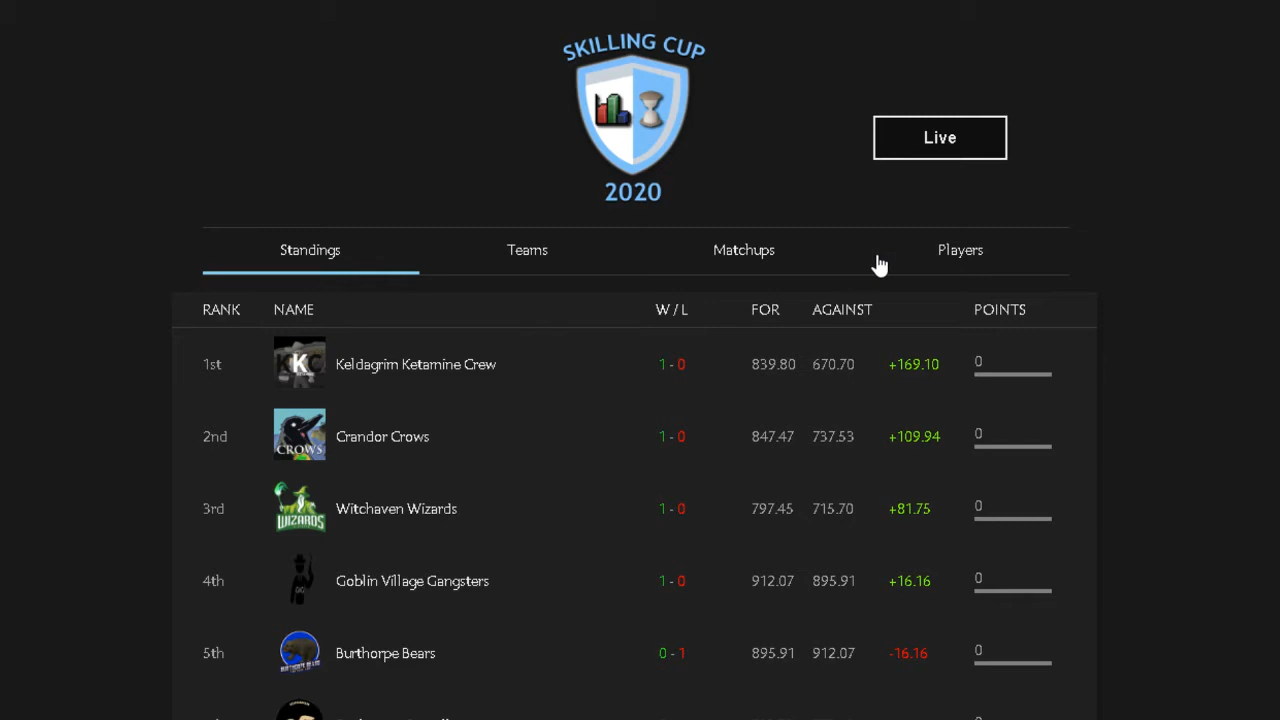 SKILLING CUP
2020
Live
Standings Teams Matchups Players
RANK NAME W / L FOR AGAINST POINTS
1st KKC Keldagrim Ketamine Crew 1 - 0 839.80 670.70 +169.10 0
2nd CROWS Crandor Crows 1 - 0 847.47 737.53 +109.94 0
3rd WIZARDS Witchaven Wizards 1 - 0 797.45 715.70 +81.75 0
4th Goblin Village Gangsters 1 - 0 912.07 895.91 +16.16 0
5th BURTHORPE BEARS Burthorpe Bears 0 - 1 895.91 912.07 -16.16 0